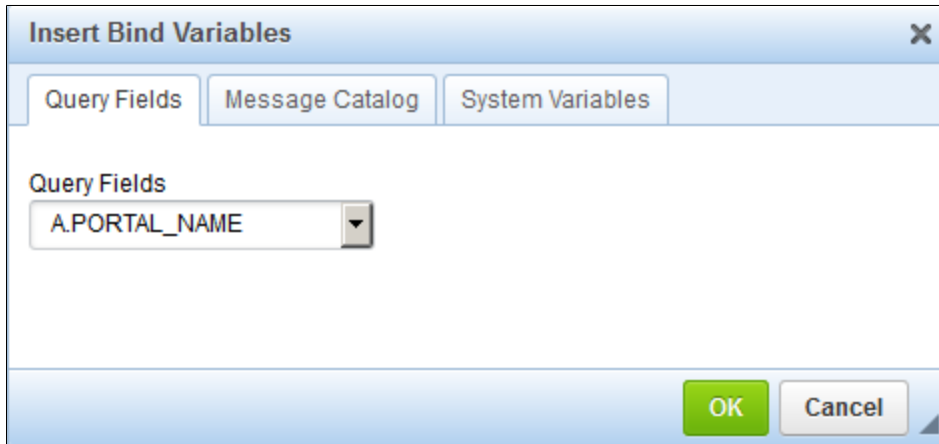 Insert Bind Variables
Query Fields Message Catalog System Variables
Query Fields
A.PORTAL_NAME
OK Cancel